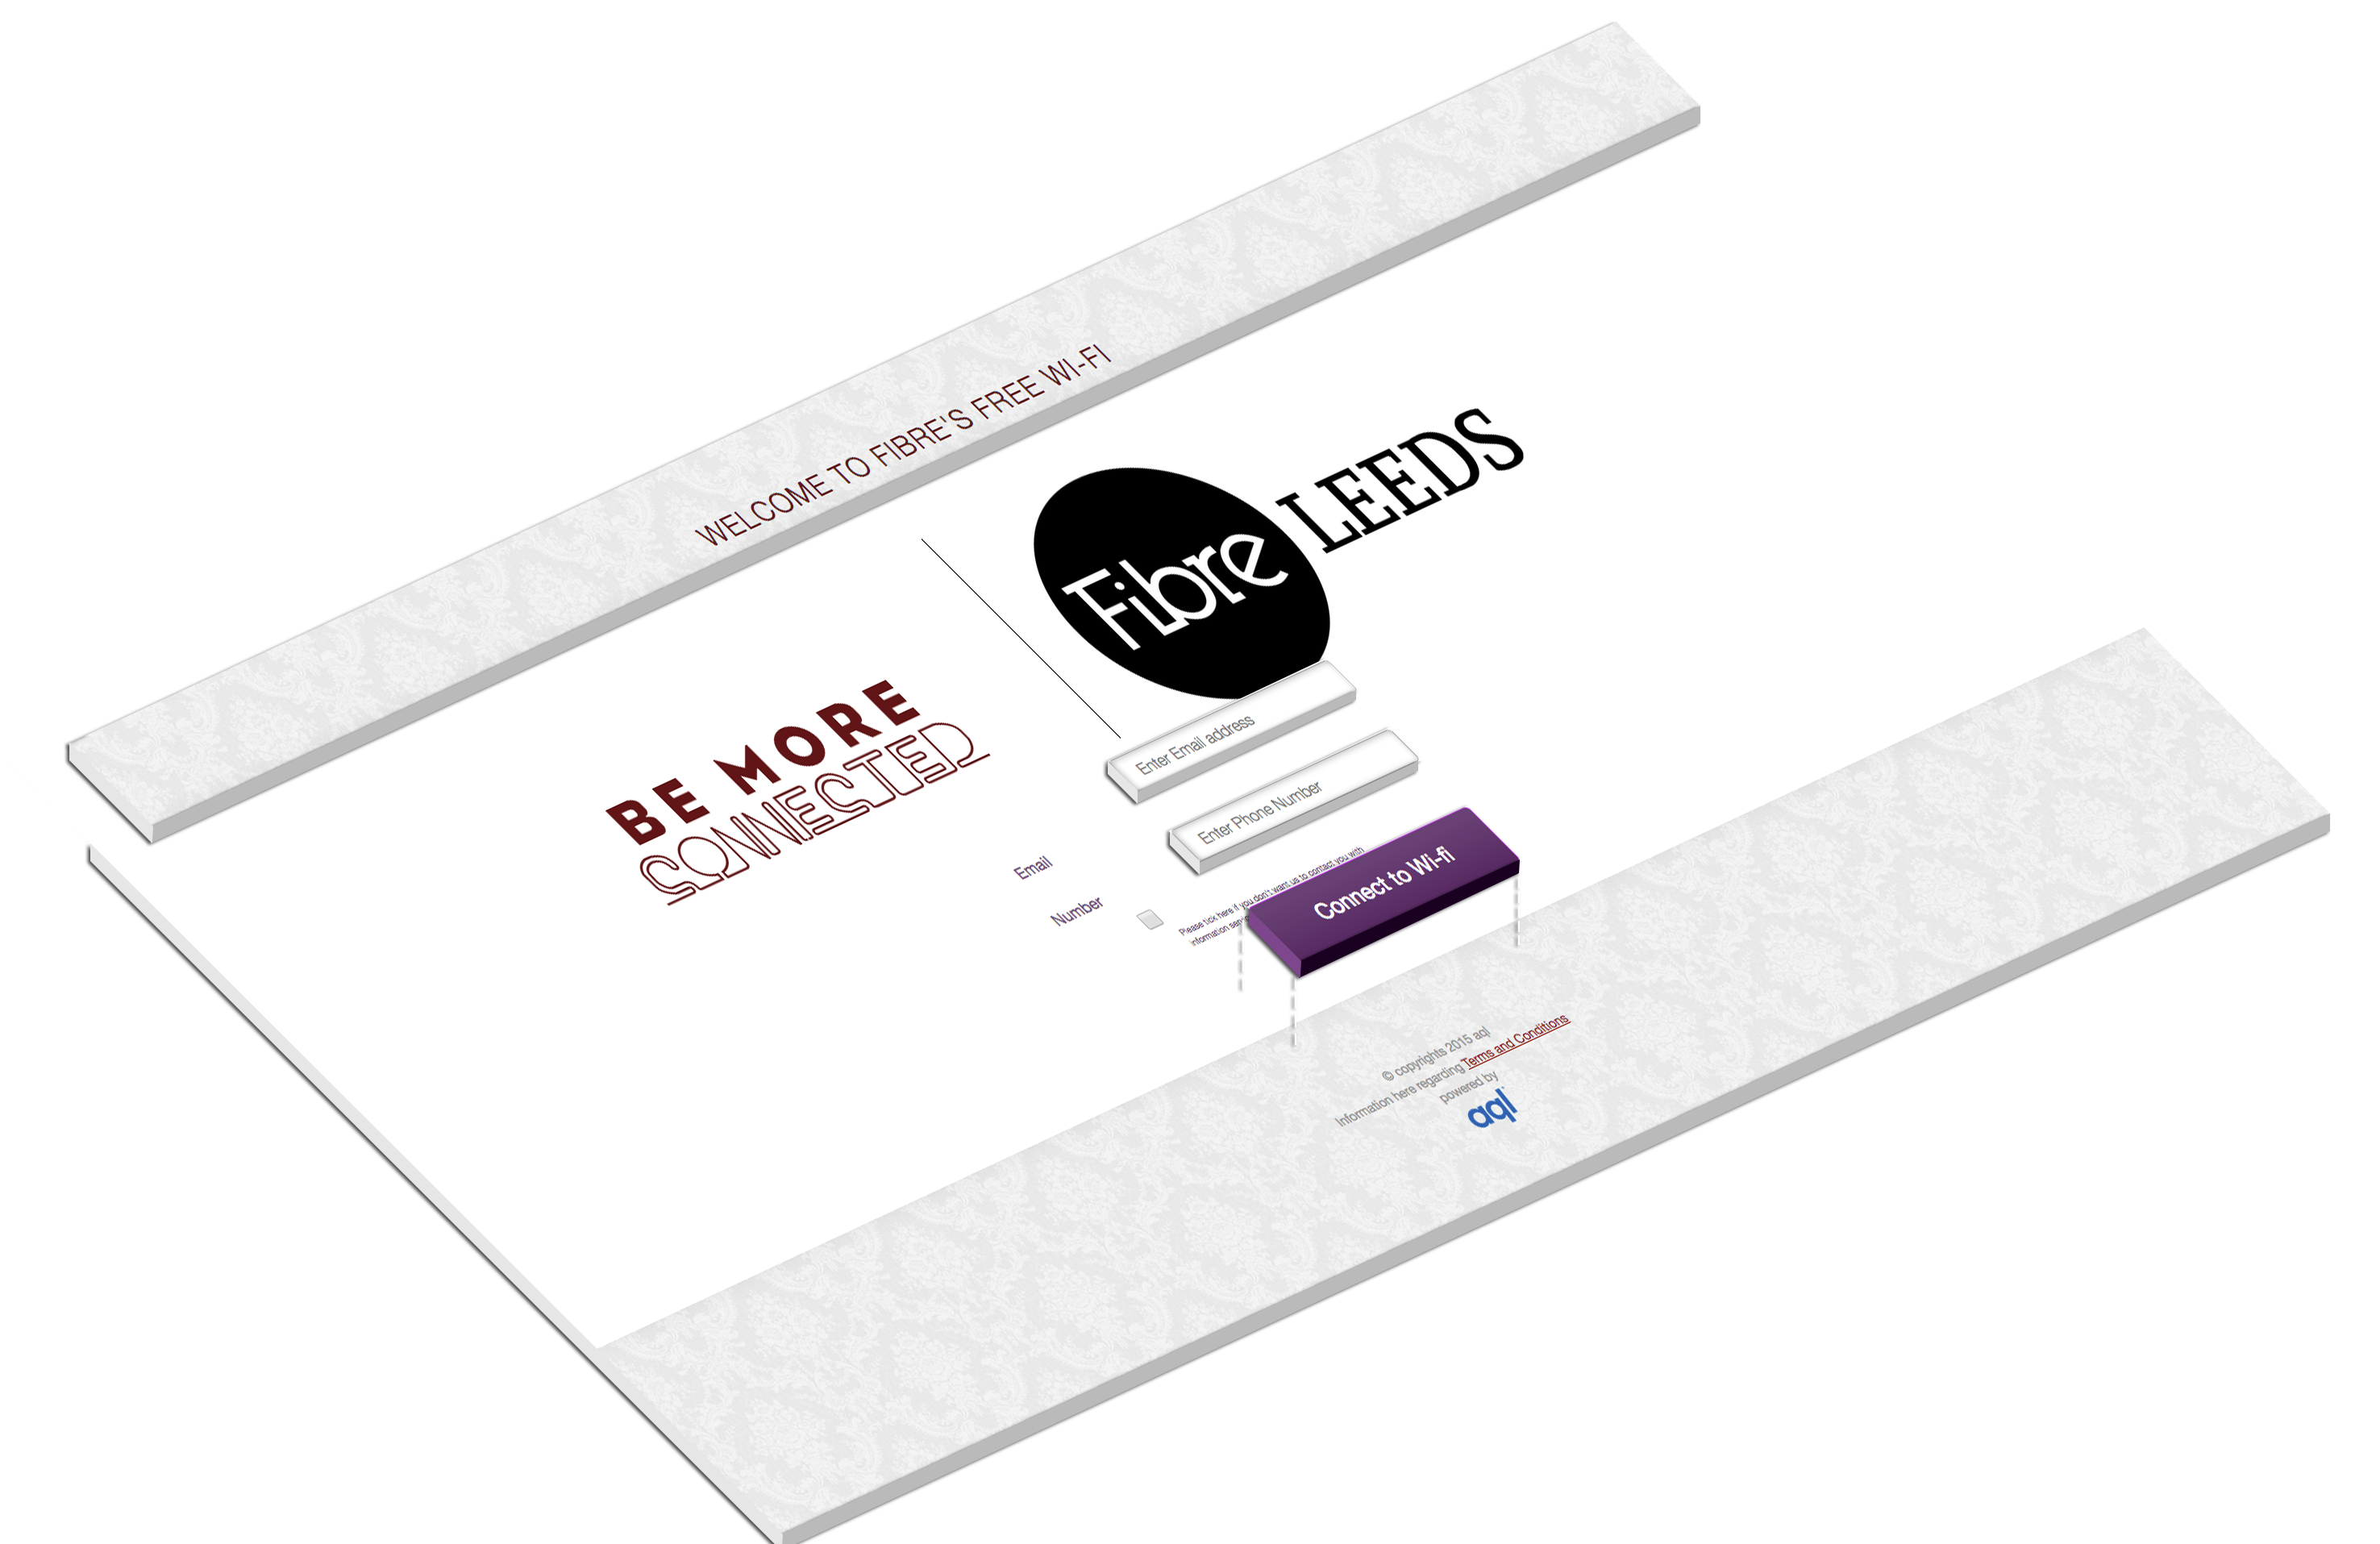 WELCOME TO FIBRE'S FREE WI-FI
BE MORE
CONNECTED
Fibre LEEDS
Email
Enter Email address
Number
Enter Phone Number
Please tick here if you don't want us to contact you with
information
Connect to Wi-fi
© copyrights 2015 aql
Information here regarding Terms and Conditions
powered by
aql